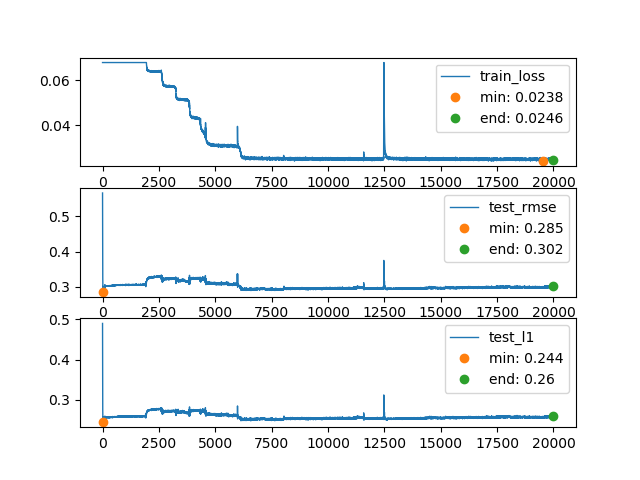 train_loss
min: 0.0238
end: 0.0246
0.06
0.04
0 2500 5000 7500 10000 12500 15000 17500 20000
test_rmse
min: 0.285
end: 0.302
0.5
0.4
0.3
0 2500 5000 7500 10000 12500 15000 17500 20000
test_l1
min: 0.244
end: 0.26
0.5
0.4
0.3
0 2500 5000 7500 10000 12500 15000 17500 20000